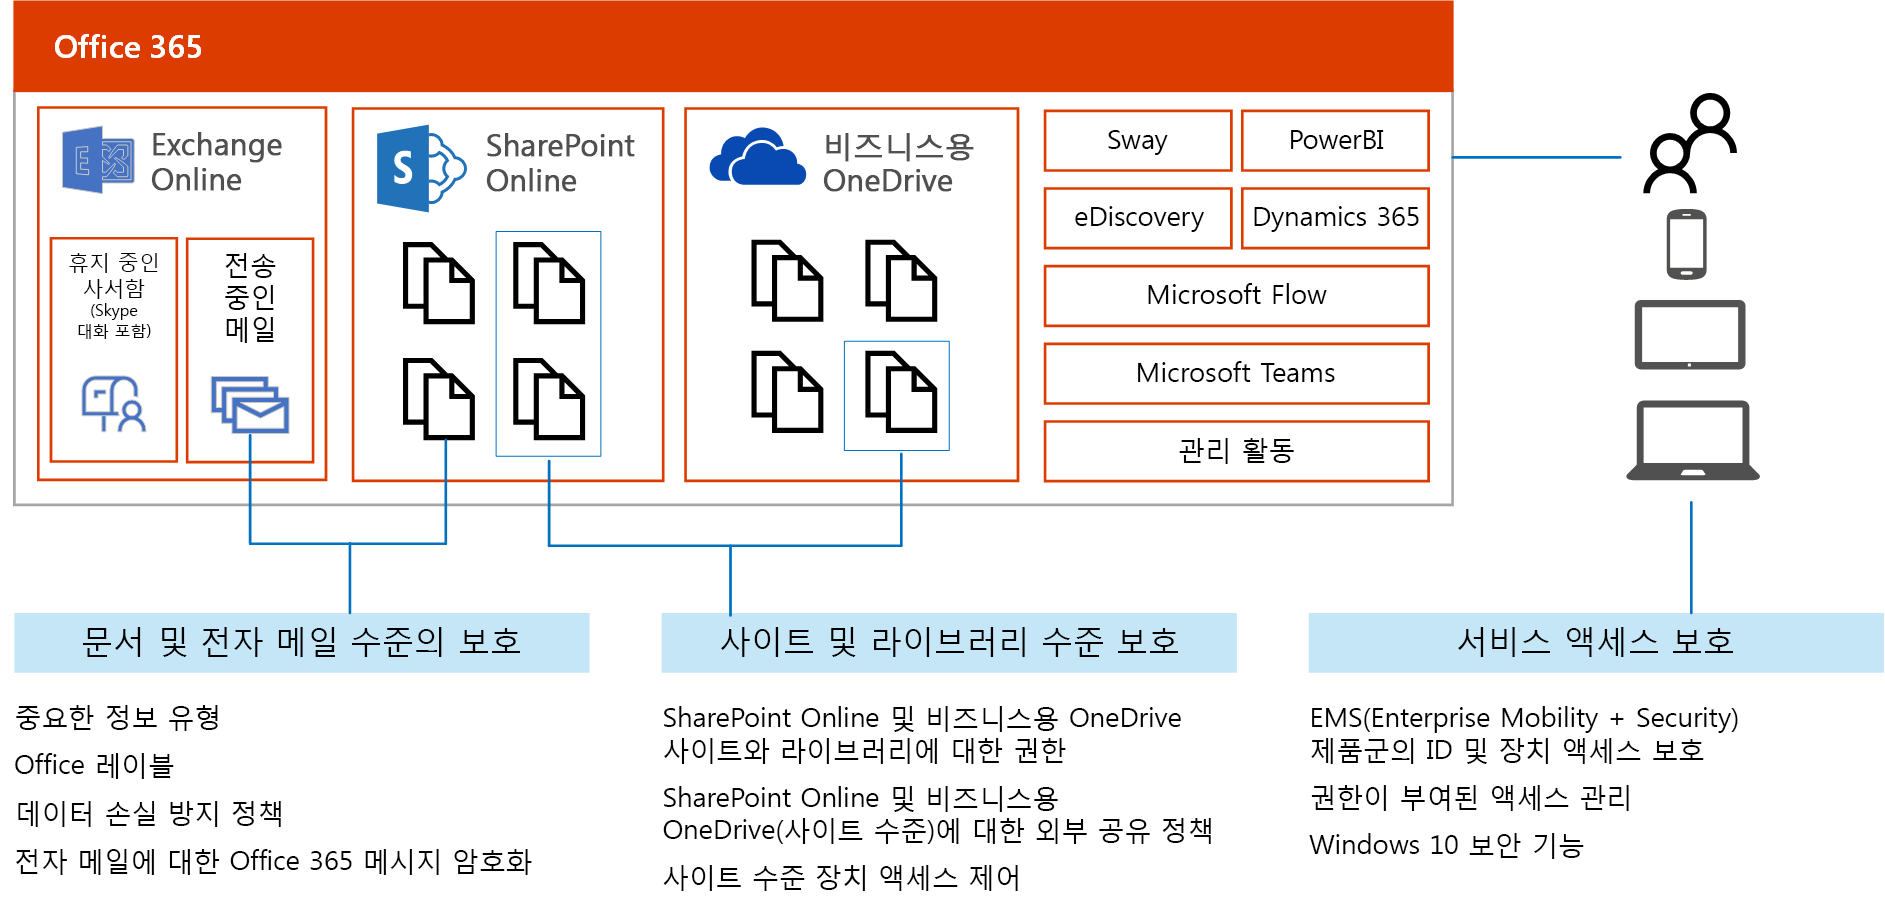 Office 365
Exchange
Online
휴지 중인
사서함
(Skype
대화 포함)
전송
중인
메일
SharePoint
Online
비즈니스용
OneDrive
Sway
PowerBI
eDiscovery
Dynamics 365
Microsoft Flow
Microsoft Teams
관리 활동
문서 및 전자 메일 수준의 보호
중요한 정보 유형
Office 레이블
데이터 손실 방지 정책
전자 메일에 대한 Office 365 메시지 암호화
사이트 및 라이브러리 수준 보호
SharePoint Online 및 비즈니스용 OneDrive
사이트와 라이브러리에 대한 권한
SharePoint Online 및 비즈니스용
OneDrive(사이트 수준)에 대한 외부 공유 정책
사이트 수준 장치 액세스 제어
서비스 액세스 보호
EMS(Enterprise Mobility + Security)
제품군의 ID 및 장치 액세스 보호
권한이 부여된 액세스 관리
Windows 10 보안 기능